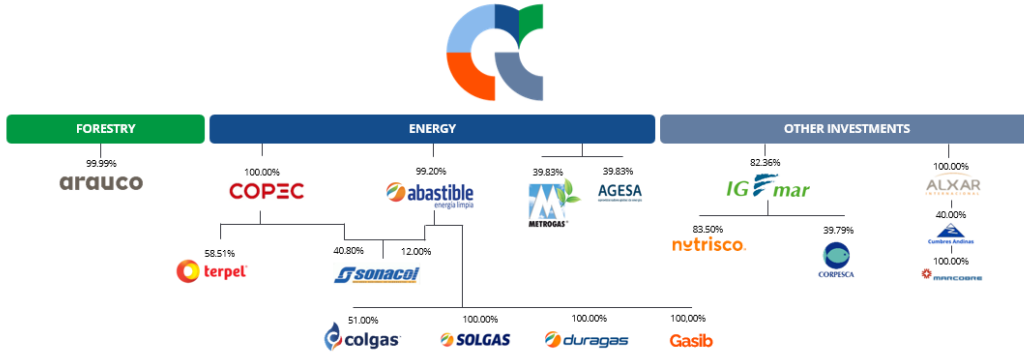 FORESTRY
ENERGY
OTHER INVESTMENTS
99.99%
arauco
100.00%
COPEC
99.20%
abastible
energía limpia
39.83%
METROGAS
39.83%
AGESA
82.36%
IG emar
100.00%
ALXAR
INTERNACIONAL
58.51%
terpel
40.80%
12.00%
sonacol
83.50%
nutrisco
39.79%
CORPESCA
40.00%
Cumbres Andinas
100.00%
MARCOBRE
51.00%
colgas
100.00%
SOLGAS
100.00%
duragas
100,00%
Gasib